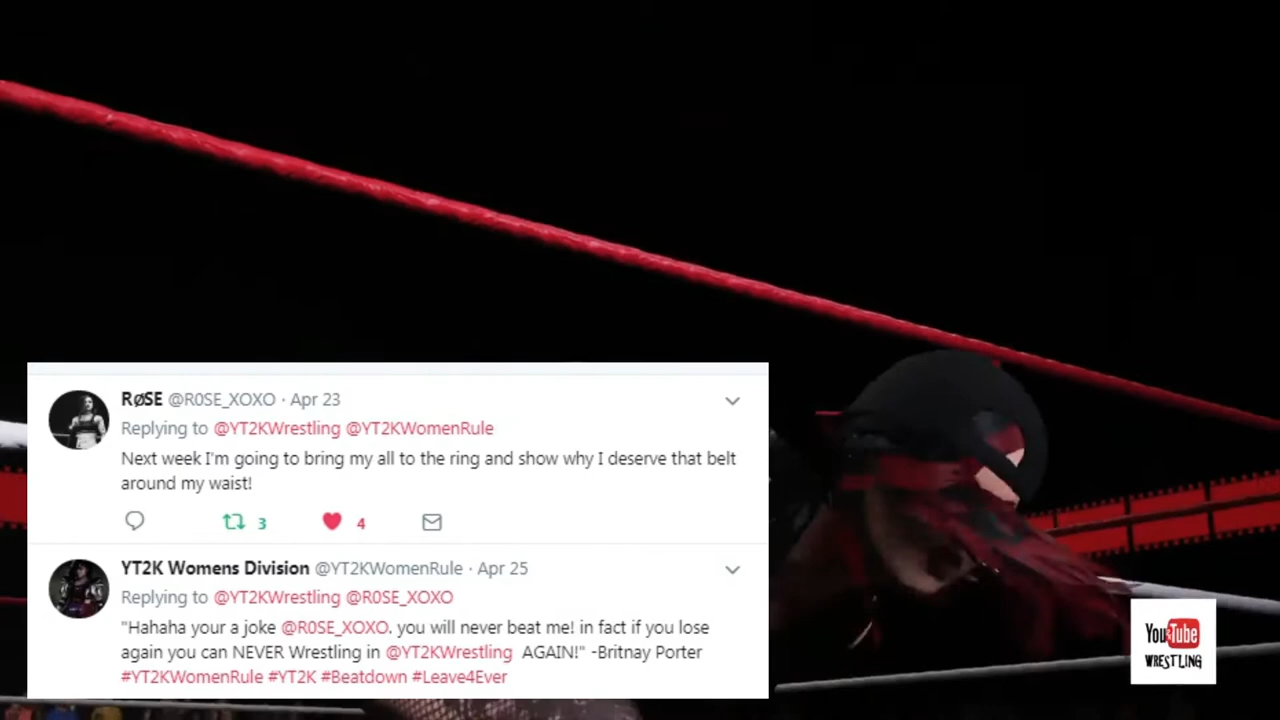 RØSE @R0SE_XOXO · Apr 23
Replying to @YT2KWrestling @YT2KWomenRule
Next week I'm going to bring my all to the ring and show why I deserve that belt
around my waist!
3 4
YT2K Womens Division @YT2KWomenRule · Apr 25
Replying to @YT2KWrestling @R0SE_XOXO
"Hahaha your a joke @R0SE_XOXO. you will never beat me! in fact if you lose
again you can NEVER Wrestling in @YT2KWrestling AGAIN!" -Britnay Porter
#YT2KWomenRule #YT2K #Beatdown #Leave4Ever
YouTube
WRESTLING